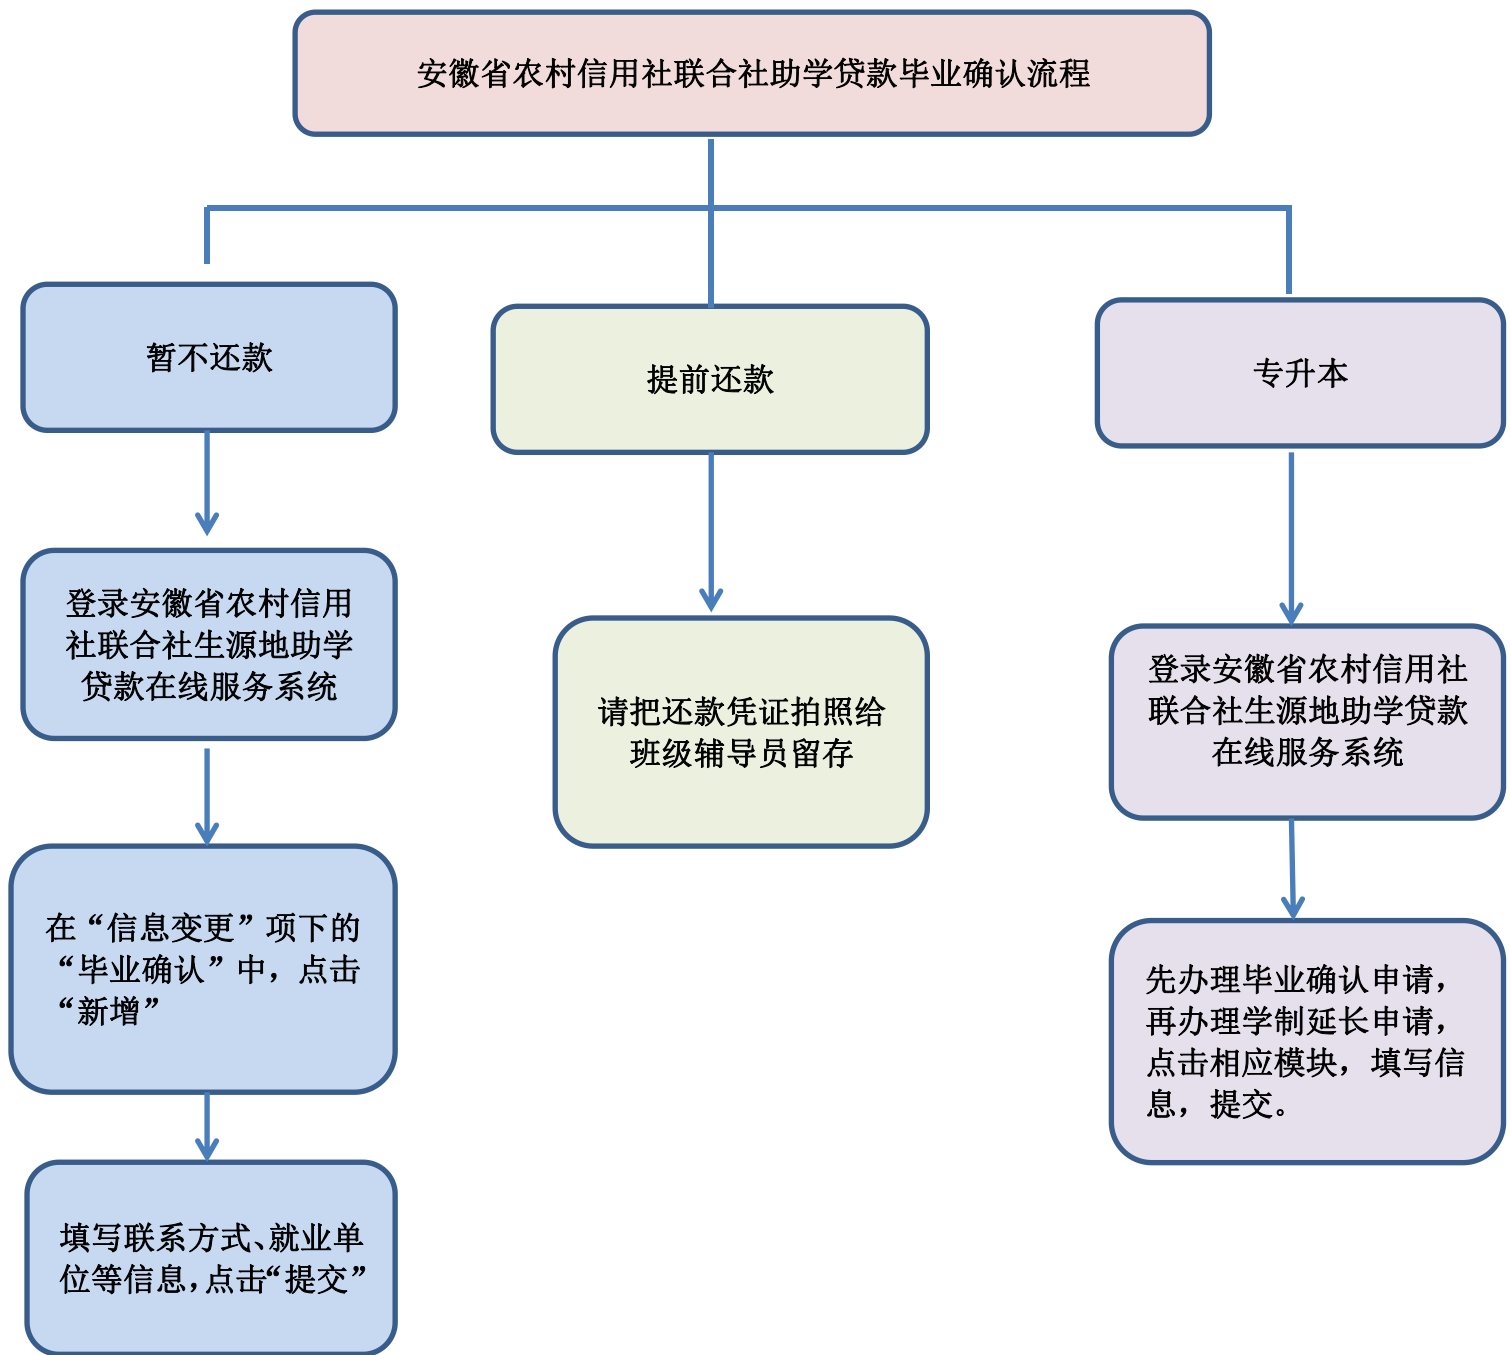 安徽省农村信用社联合社助学贷款毕业确认流程
暂不还款
登录安徽省农村信用
社联合社生源地助学
贷款在线服务系统
在“信息变更”项下的
“毕业确认”中，点击
“新增”
填写联系方式、就业单
位等信息，点击“提交”
提前还款
请把还款凭证拍照给
班级辅导员留存
专升本
登录安徽省农村信用社
联合社生源地助学贷款
在线服务系统
先办理毕业确认申请，
再办理学制延长申请，
点击相应模块，填写信
息，提交。